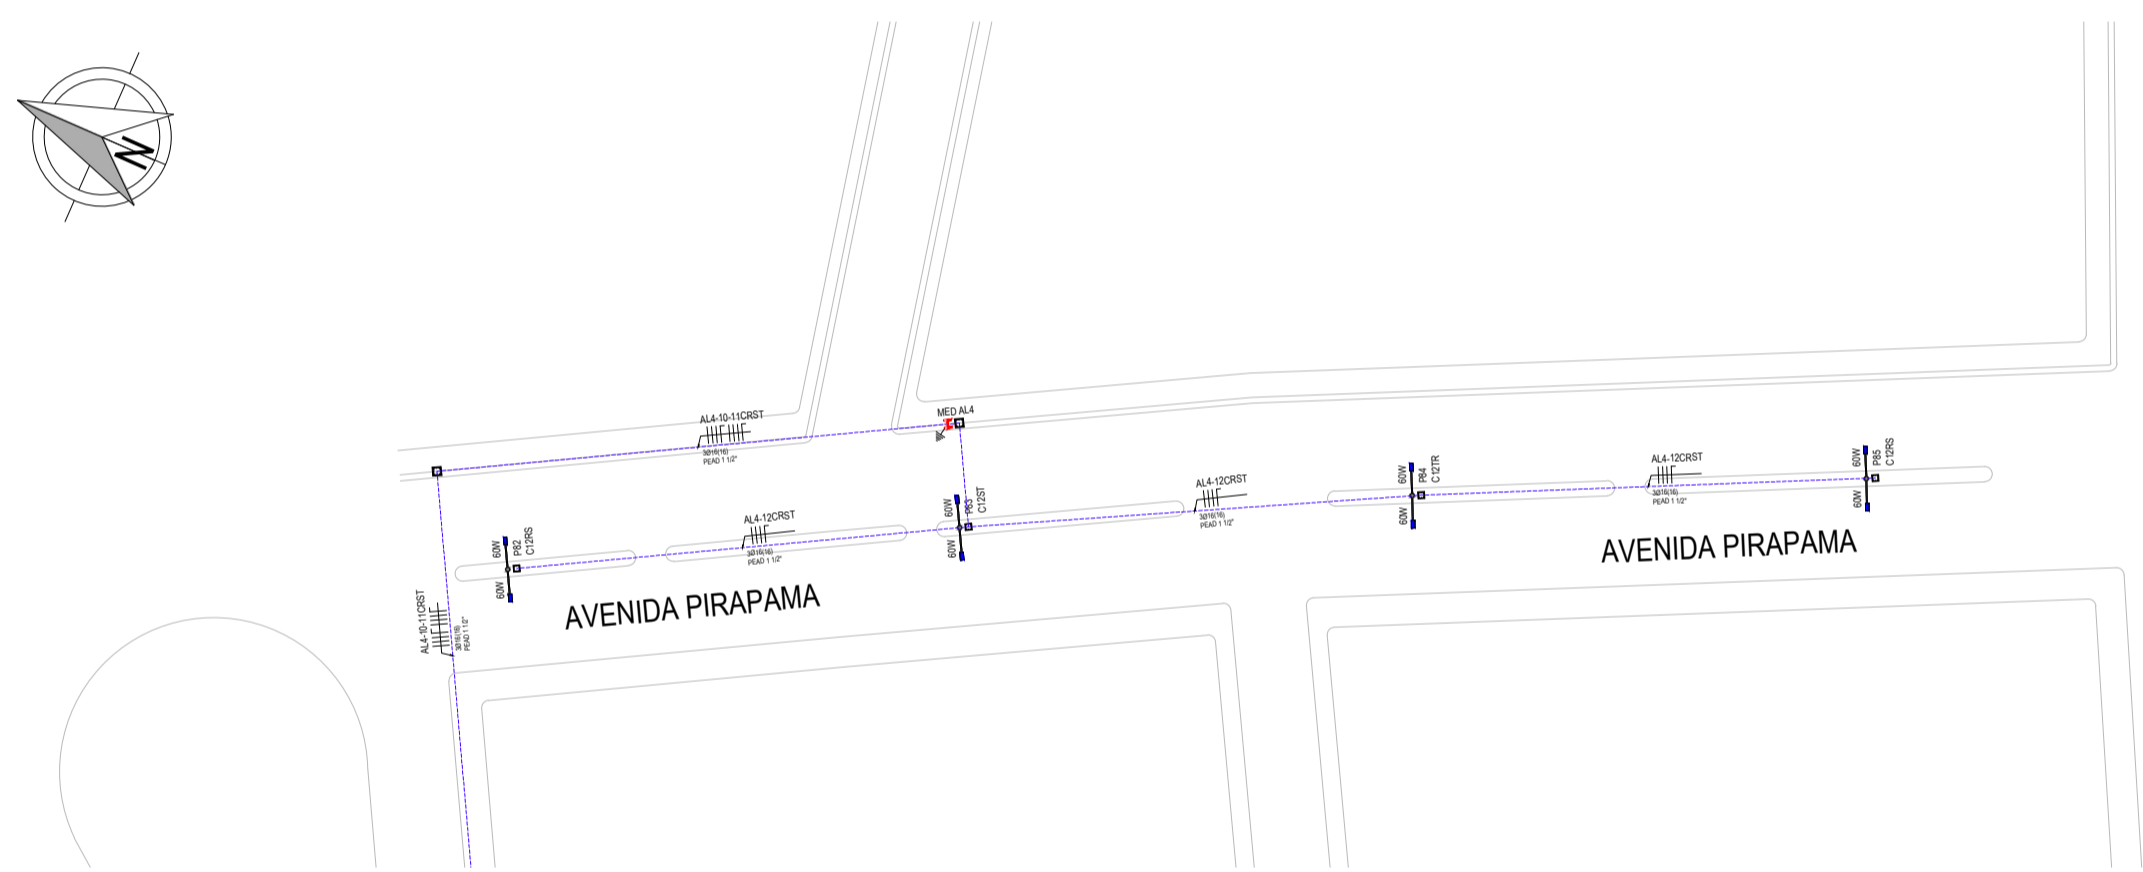 N
AL4-10-11CRST
3Ø16(16)
PEAD 1 1/2"
MED AL4
AL4-12CRST
3Ø16(16)
PEAD 1 1/2"
60W
60W
P82
C12RS
60W
60W
P83
C12ST
AL4-12CRST
3Ø16(16)
PEAD 1 1/2"
60W
60W
P84
C12TR
AL4-12CRST
3Ø16(16)
PEAD 1 1/2"
60W
60W
P85
C12RS
AVENIDA PIRAPAMA
AVENIDA PIRAPAMA
AL4-10-11CRST
3Ø16(16)
PEAD 1 1/2"